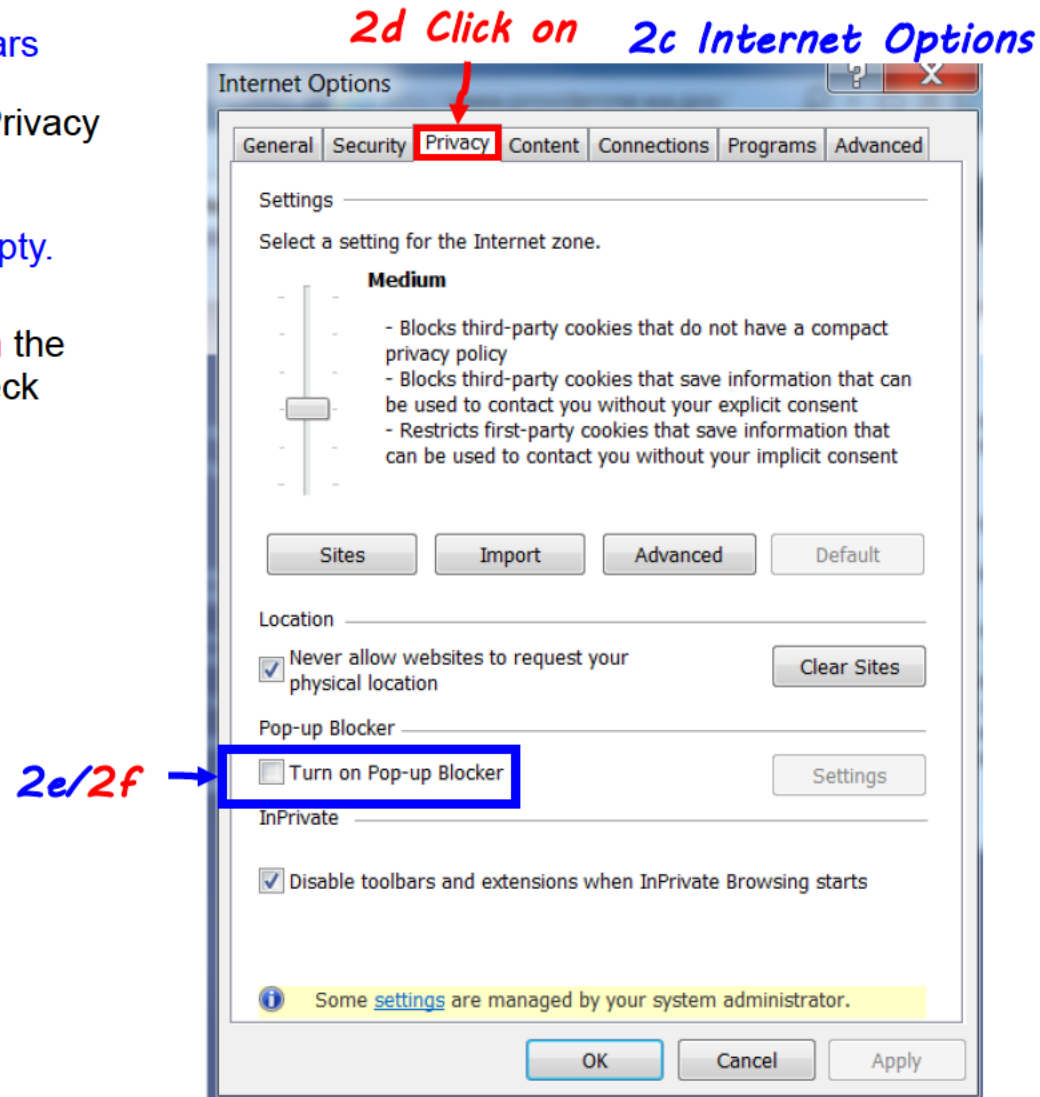 2d Click on 2c Internet Options
ars
Privacy
pty.
the
eck
Internet Options
General Security Privacy Content Connections Programs Advanced
Settings
Select a setting for the Internet zone.
Medium
- Blocks third-party cookies that do not have a compact
privacy policy
- Blocks third-party cookies that save information that can
be used to contact you without your explicit consent
- Restricts first-party cookies that save information that
can be used to contact you without your implicit consent
Sites Import Advanced Default
Location
Never allow websites to request your
physical location
Clear Sites
Pop-up Blocker
2e/2f
Turn on Pop-up Blocker
Settings
InPrivate
Disable toolbars and extensions when InPrivate Browsing starts
Some settings are managed by your system administrator.
OK Cancel Apply